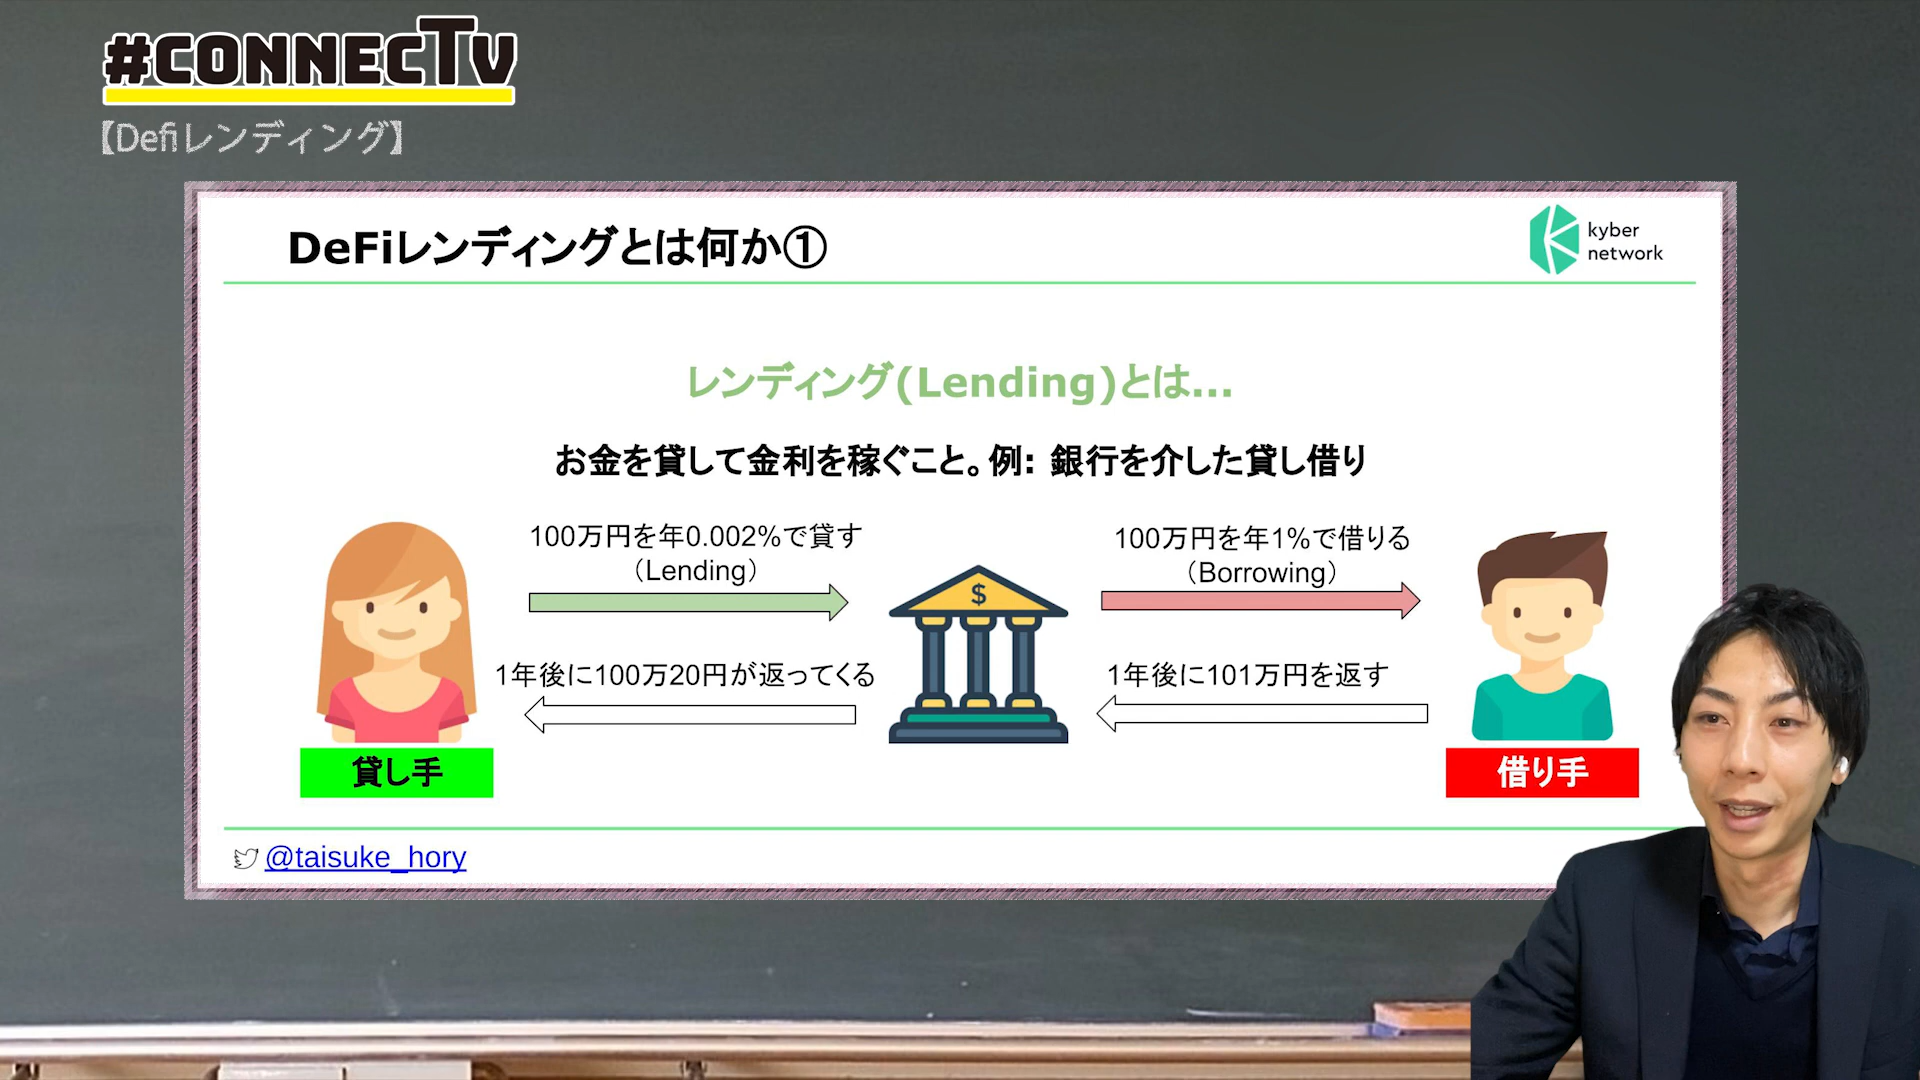 #CONNECTV
【Defiレンディング】
DeFiレンディングとは何か①
kyber
network
レンディング(Lending)とは...
お金を貸して金利を稼ぐこと。例: 銀行を介した貸し借り
100万円を年0.002%で貸す
（Lending）
100万円を年1%で借りる
（Borrowing）
$
1年後に100万20円が返ってくる
1年後に101万円を返す
貸し手
借り手
@taisuke_hory